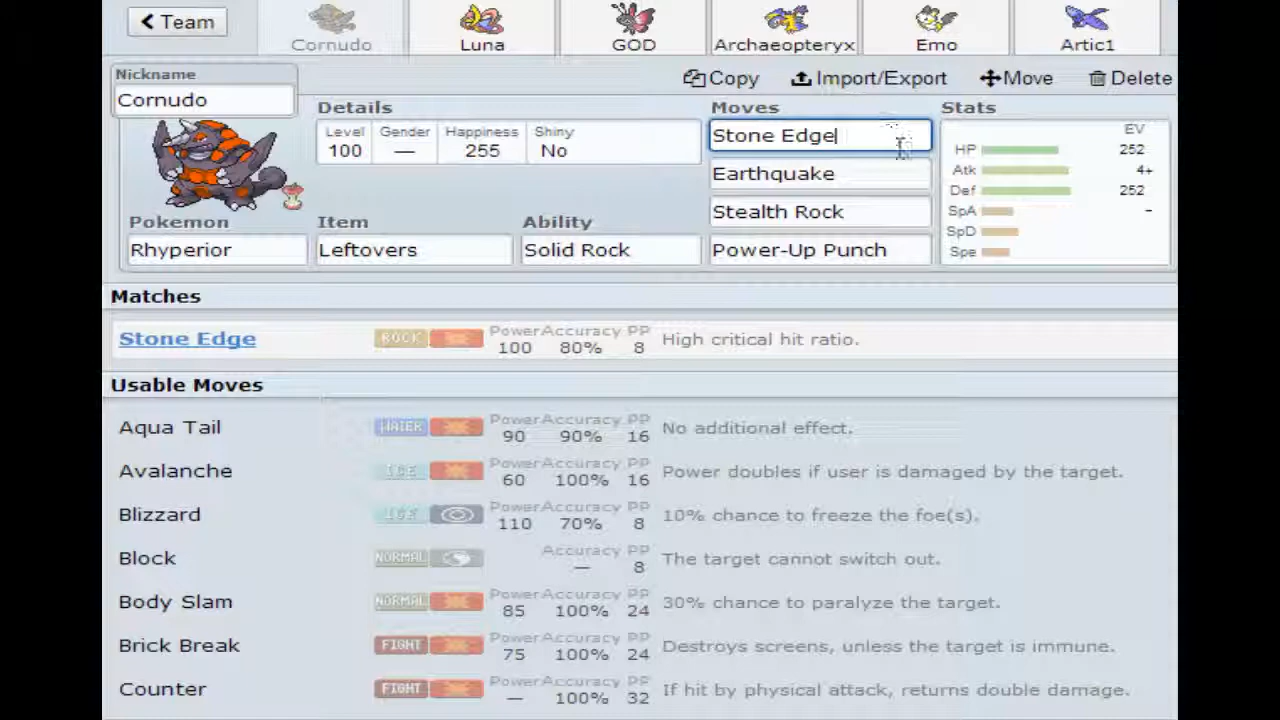 Team
Cornudo Luna GOD Archaeopteryx Emo Artic1
Nickname
Cornudo
Copy Import/Export Move Delete
Details Moves Stats
Level Gender Happiness Shiny
100 — 255 No
Stone Edge
Earthquake
Stealth Rock
Power-Up Punch
EV
HP 252
Atk 4+
Def 252
SpA -
SpD
Spe
Pokemon Item Ability
Rhyperior Leftovers Solid Rock
Matches
Stone Edge ROCK Power 100 Accuracy 80% PP 8 High critical hit ratio.
Usable Moves
Aqua Tail WATER Power 90 Accuracy 90% PP 16 No additional effect.
Avalanche ICE Power 60 Accuracy 100% PP 16 Power doubles if user is damaged by the target.
Blizzard ICE Power 110 Accuracy 70% PP 8 10% chance to freeze the foe(s).
Block NORMAL Accuracy — PP 8 The target cannot switch out.
Body Slam NORMAL Power 85 Accuracy 100% PP 24 30% chance to paralyze the target.
Brick Break FIGHT Power 75 Accuracy 100% PP 24 Destroys screens, unless the target is immune.
Counter FIGHT Power — Accuracy 100% PP 32 If hit by physical attack, returns double damage.